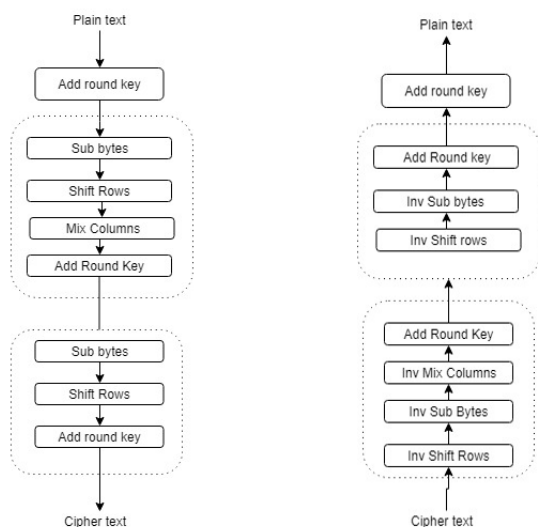 Plain text
Add round key
Sub bytes
Shift Rows
Mix Columns
Add Round Key
Sub bytes
Shift Rows
Add round key
Cipher text
Plain text
Add round key
Add Round key
Inv Sub bytes
Inv Shift rows
Add Round Key
Inv Mix Columns
Inv Sub Bytes
Inv Shift Rows
Cipher text